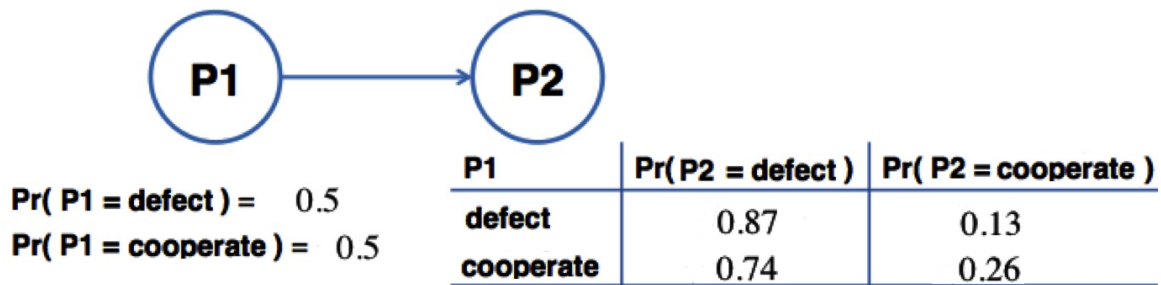 P1 P2
Pr( P1 = defect ) = 0.5
Pr( P1 = cooperate ) = 0.5
P1 Pr( P2 = defect ) Pr( P2 = cooperate )
defect 0.87 0.13
cooperate 0.74 0.26